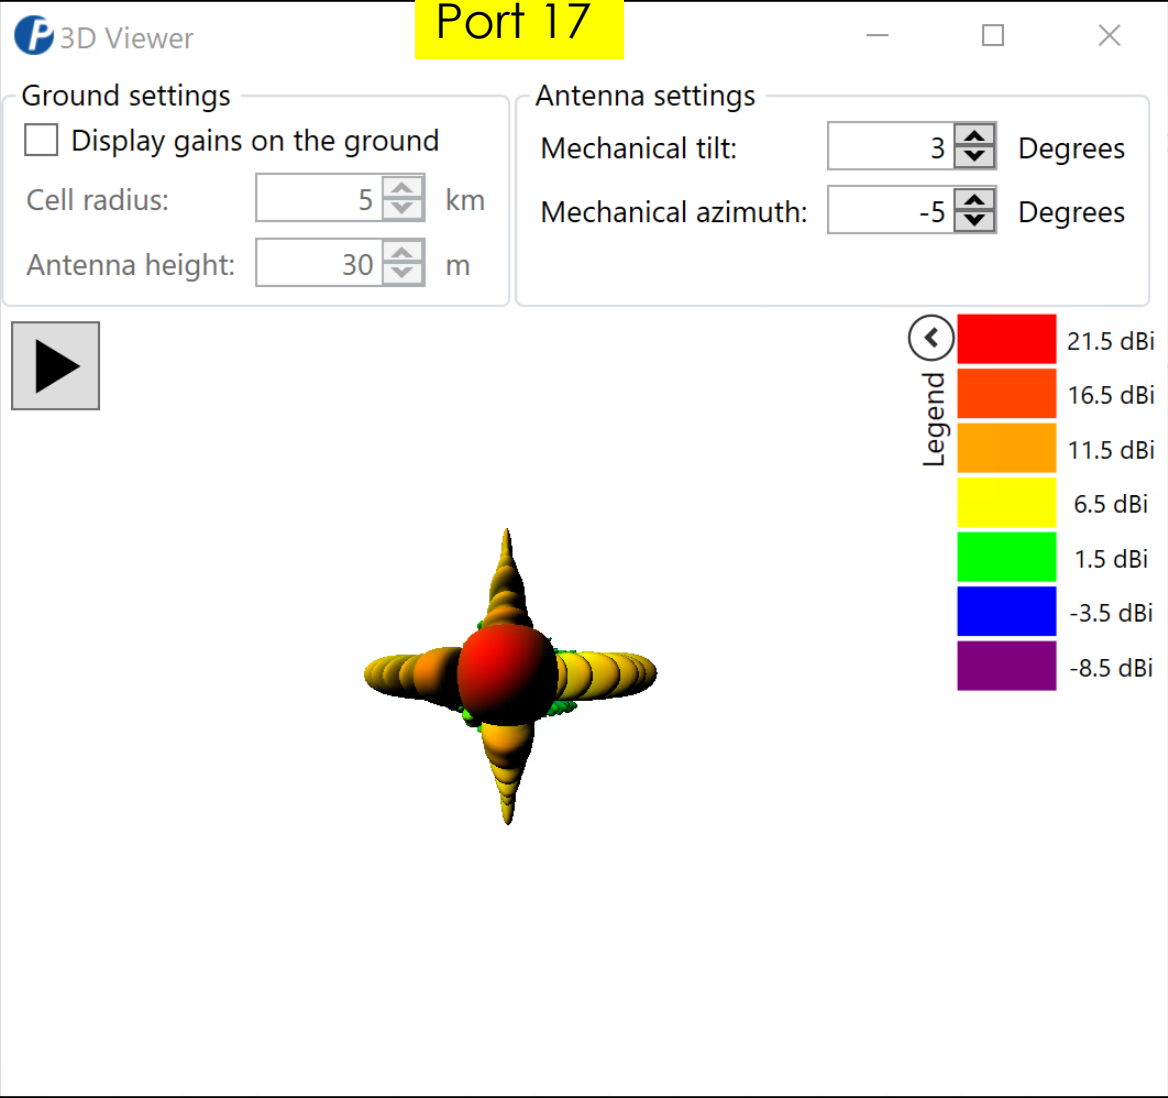 Port 17
3D Viewer
Ground settings
Display gains on the ground
Cell radius: 5 km
Antenna height: 30 m
Antenna settings
Mechanical tilt: 3 Degrees
Mechanical azimuth: -5 Degrees
Legend
21.5 dBi
16.5 dBi
11.5 dBi
6.5 dBi
1.5 dBi
-3.5 dBi
-8.5 dBi